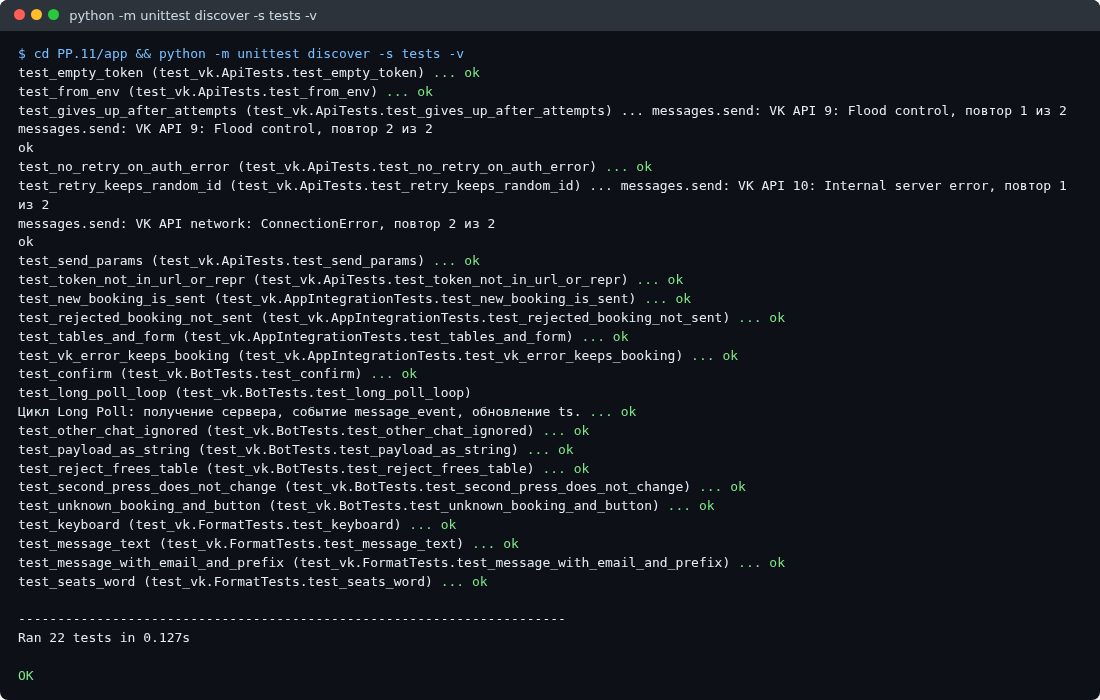 python -m unittest discover -s tests -v
$ cd PP.11/app && python -m unittest discover -s tests -v
test_empty_token (test_vk.ApiTests.test_empty_token) ... ok
test_from_env (test_vk.ApiTests.test_from_env) ... ok
test_gives_up_after_attempts (test_vk.ApiTests.test_gives_up_after_attempts) ... messages.send: VK API 9: Flood control, повтор 1 из 2
messages.send: VK API 9: Flood control, повтор 2 из 2
ok
test_no_retry_on_auth_error (test_vk.ApiTests.test_no_retry_on_auth_error) ... ok
test_retry_keeps_random_id (test_vk.ApiTests.test_retry_keeps_random_id) ... messages.send: VK API 10: Internal server error, повтор 1
из 2
messages.send: VK API network: ConnectionError, повтор 2 из 2
ok
test_send_params (test_vk.ApiTests.test_send_params) ... ok
test_token_not_in_url_or_repr (test_vk.ApiTests.test_token_not_in_url_or_repr) ... ok
test_new_booking_is_sent (test_vk.AppIntegrationTests.test_new_booking_is_sent) ... ok
test_rejected_booking_not_sent (test_vk.AppIntegrationTests.test_rejected_booking_not_sent) ... ok
test_tables_and_form (test_vk.AppIntegrationTests.test_tables_and_form) ... ok
test_vk_error_keeps_booking (test_vk.AppIntegrationTests.test_vk_error_keeps_booking) ... ok
test_confirm (test_vk.BotTests.test_confirm) ... ok
test_long_poll_loop (test_vk.BotTests.test_long_poll_loop)
Цикл Long Poll: получение сервера, событие message_event, обновление ts. ... ok
test_other_chat_ignored (test_vk.BotTests.test_other_chat_ignored) ... ok
test_payload_as_string (test_vk.BotTests.test_payload_as_string) ... ok
test_reject_frees_table (test_vk.BotTests.test_reject_frees_table) ... ok
test_second_press_does_not_change (test_vk.BotTests.test_second_press_does_not_change) ... ok
test_unknown_booking_and_button (test_vk.BotTests.test_unknown_booking_and_button) ... ok
test_keyboard (test_vk.FormatTests.test_keyboard) ... ok
test_message_text (test_vk.FormatTests.test_message_text) ... ok
test_message_with_email_and_prefix (test_vk.FormatTests.test_message_with_email_and_prefix) ... ok
test_seats_word (test_vk.FormatTests.test_seats_word) ... ok
----------------------------------------------------------------------
Ran 22 tests in 0.127s
OK